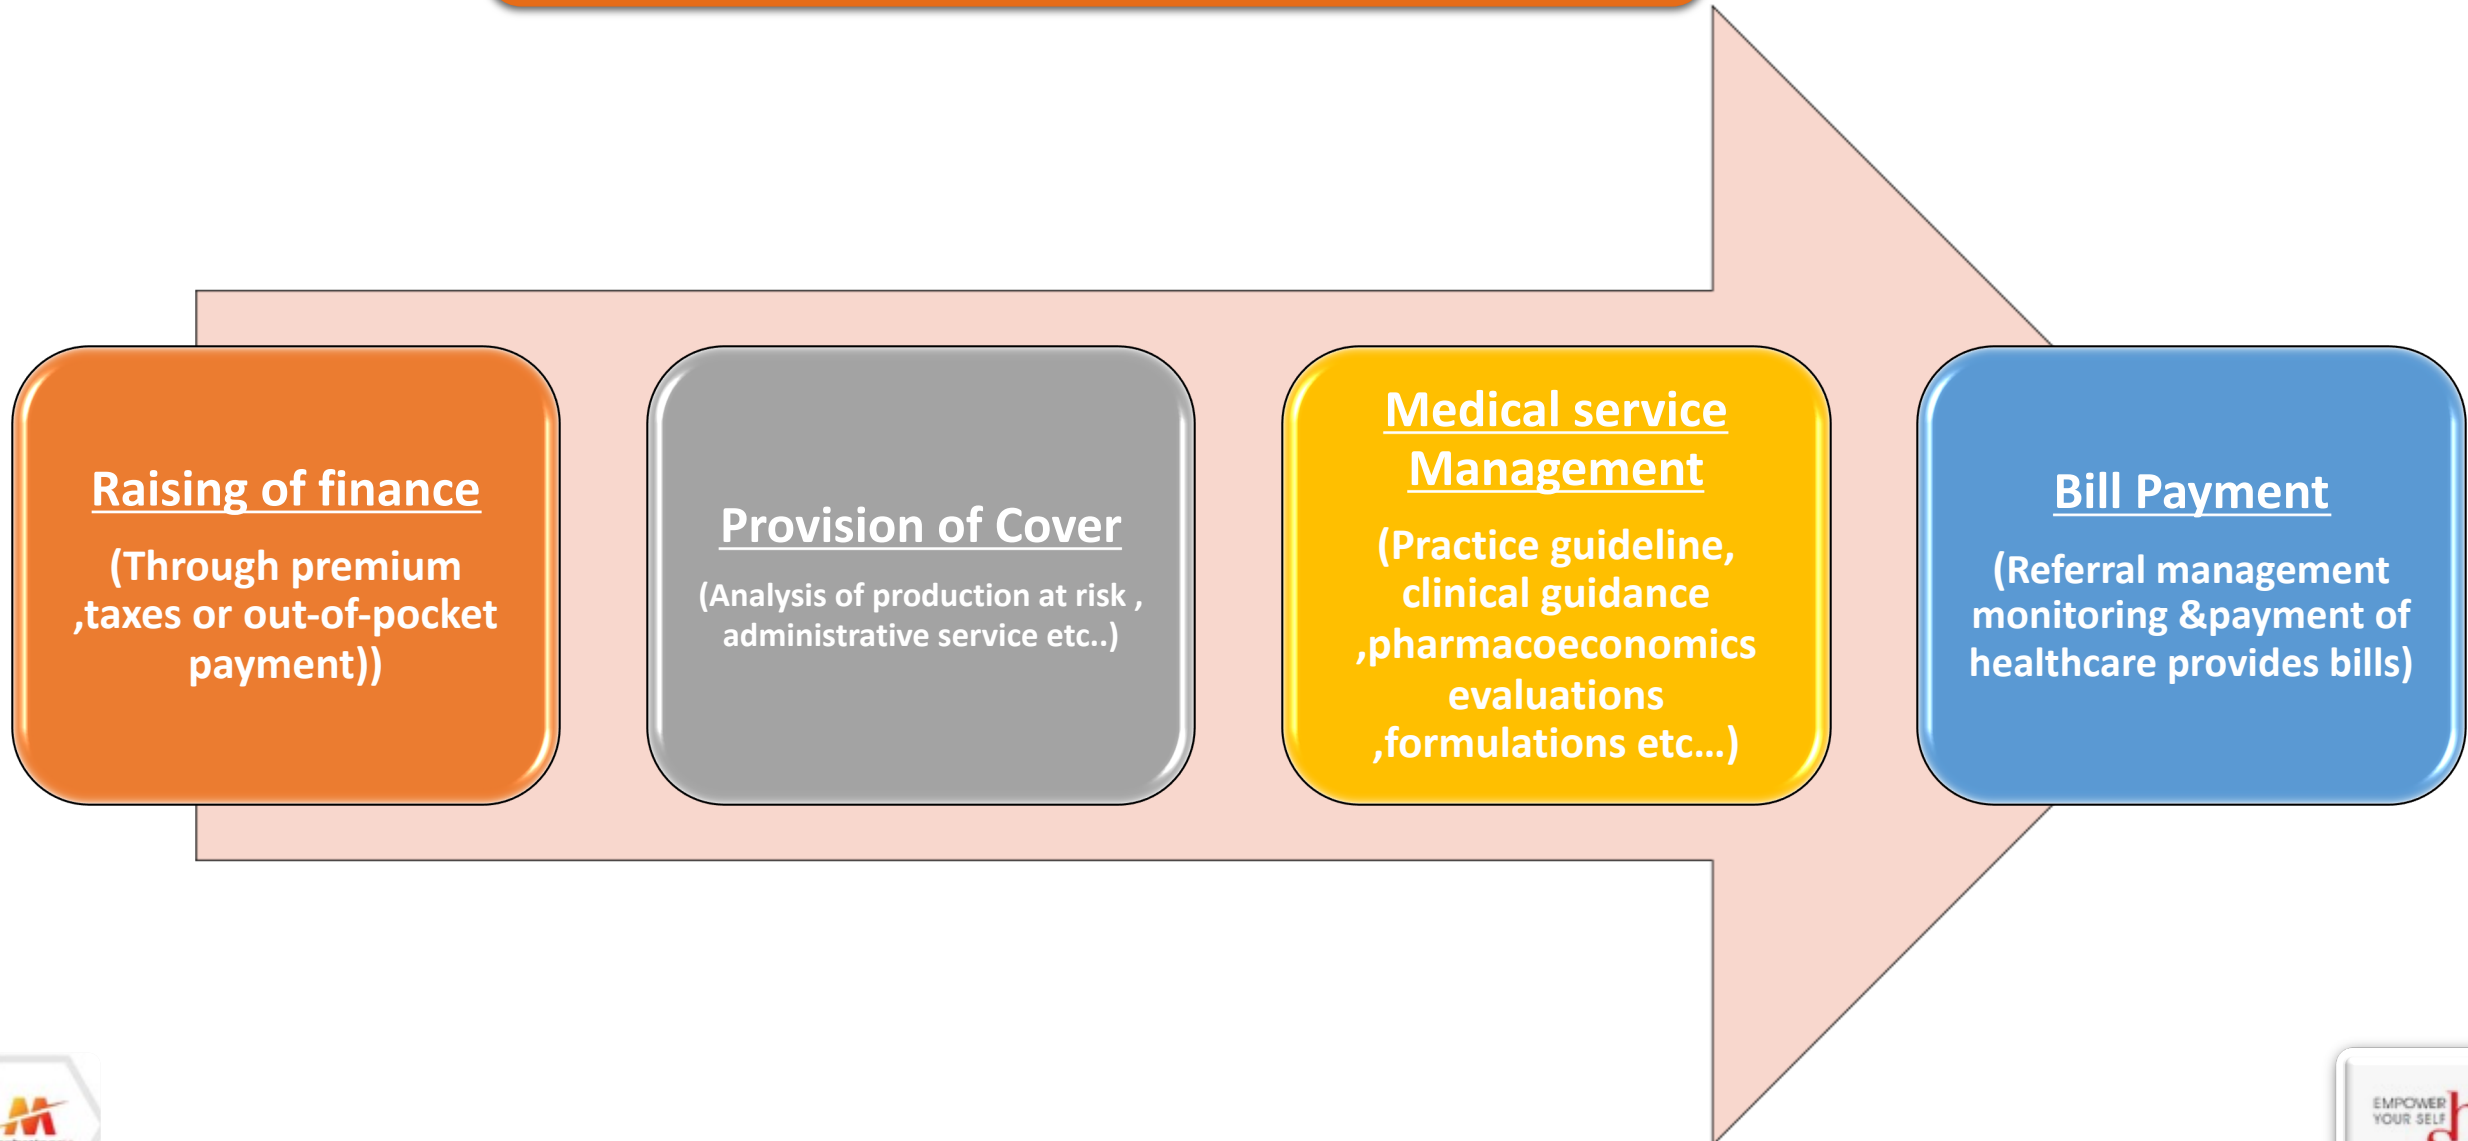 Raising of finance
(Through premium
,taxes or out-of-pocket
payment))
Provision of Cover
(Analysis of production at risk ,
administrative service etc..)
Medical service
Management
(Practice guideline,
clinical guidance
,pharmacoeconomics
evaluations
,formulations etc...)
Bill Payment
(Referral management
monitoring &payment of
healthcare provides bills)
EMPOWER
YOUR SELF